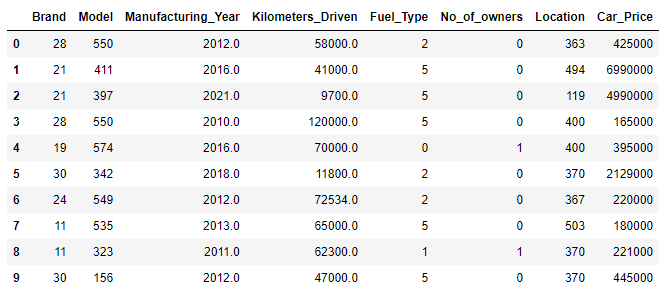 Brand Model Manufacturing_Year Kilometers_Driven Fuel_Type No_of_owners Location Car_Price
0 28 550 2012.0 58000.0 2 0 363 425000
1 21 411 2016.0 41000.0 5 0 494 6990000
2 21 397 2021.0 9700.0 5 0 119 4990000
3 28 550 2010.0 120000.0 5 0 400 165000
4 19 574 2016.0 70000.0 0 1 400 395000
5 30 342 2018.0 11800.0 2 0 370 2129000
6 24 549 2012.0 72534.0 2 0 367 220000
7 11 535 2013.0 65000.0 5 0 503 180000
8 11 323 2011.0 62300.0 1 1 370 221000
9 30 156 2012.0 47000.0 5 0 370 445000